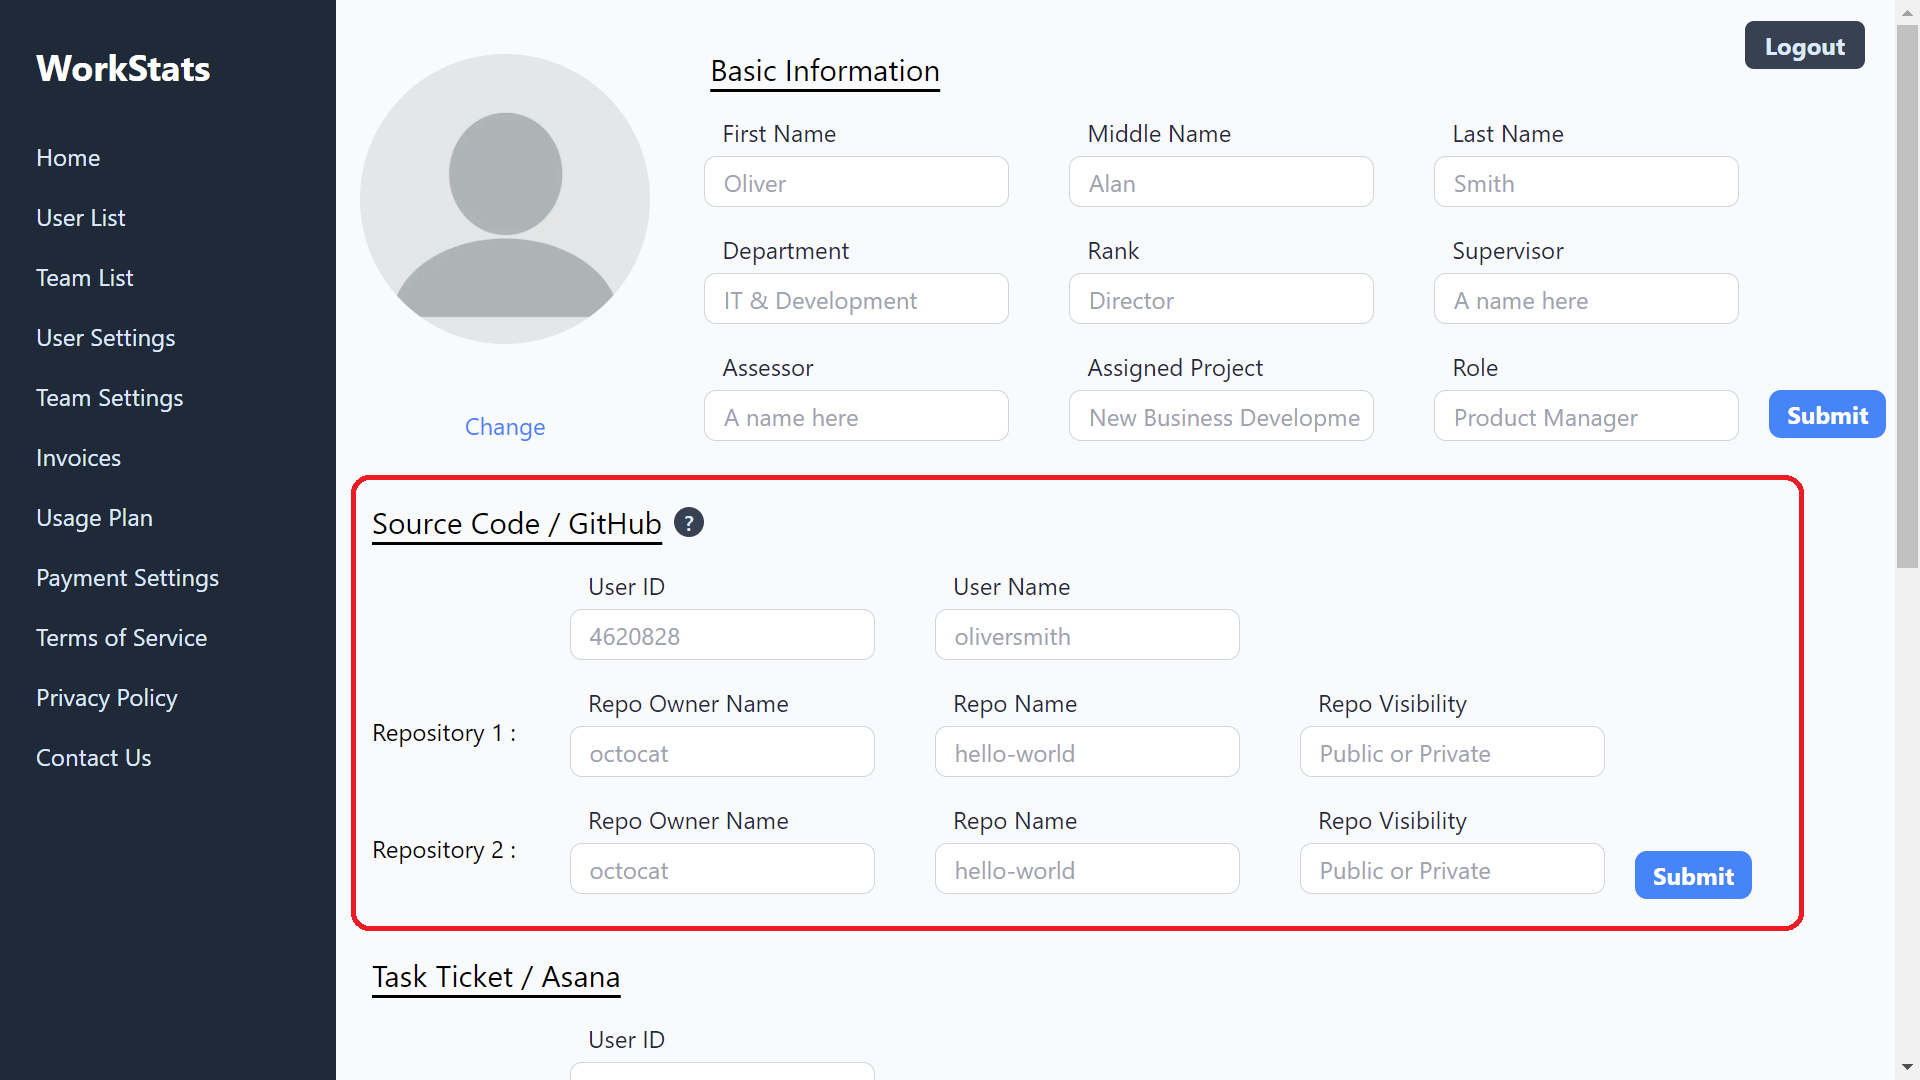 WorkStats
Home
User List
Team List
User Settings
Team Settings
Invoices
Usage Plan
Payment Settings
Terms of Service
Privacy Policy
Contact Us
Logout
Basic Information
First Name Middle Name Last Name
Oliver Alan Smith
Department Rank Supervisor
IT & Development Director A name here
Assessor Assigned Project Role
A name here New Business Developme Product Manager Submit
Change
Source Code / GitHub ?
User ID User Name
4620828 oliversmith
Repo Owner Name Repo Name Repo Visibility
Repository 1 : octocat hello-world Public or Private
Repo Owner Name Repo Name Repo Visibility
Repository 2 : octocat hello-world Public or Private Submit
Task Ticket / Asana
User ID